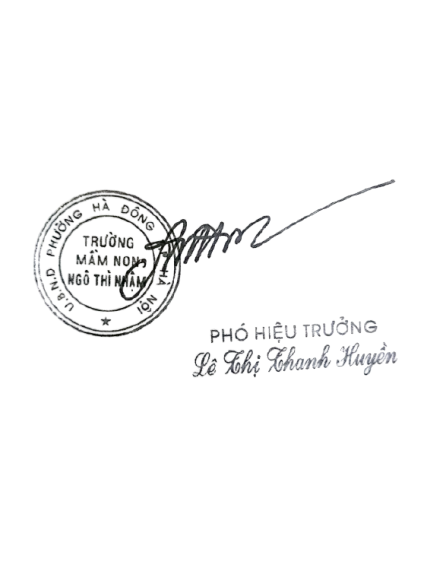 U.B.N.D PHƯỜNG HÀ ĐÔNG
HÀ NỘI
TRƯỜNG
MẦM NON
NGÔ THÌ NHẬM
PHÓ HIỆU TRƯỞNG
Lê Thị Thanh Huyền